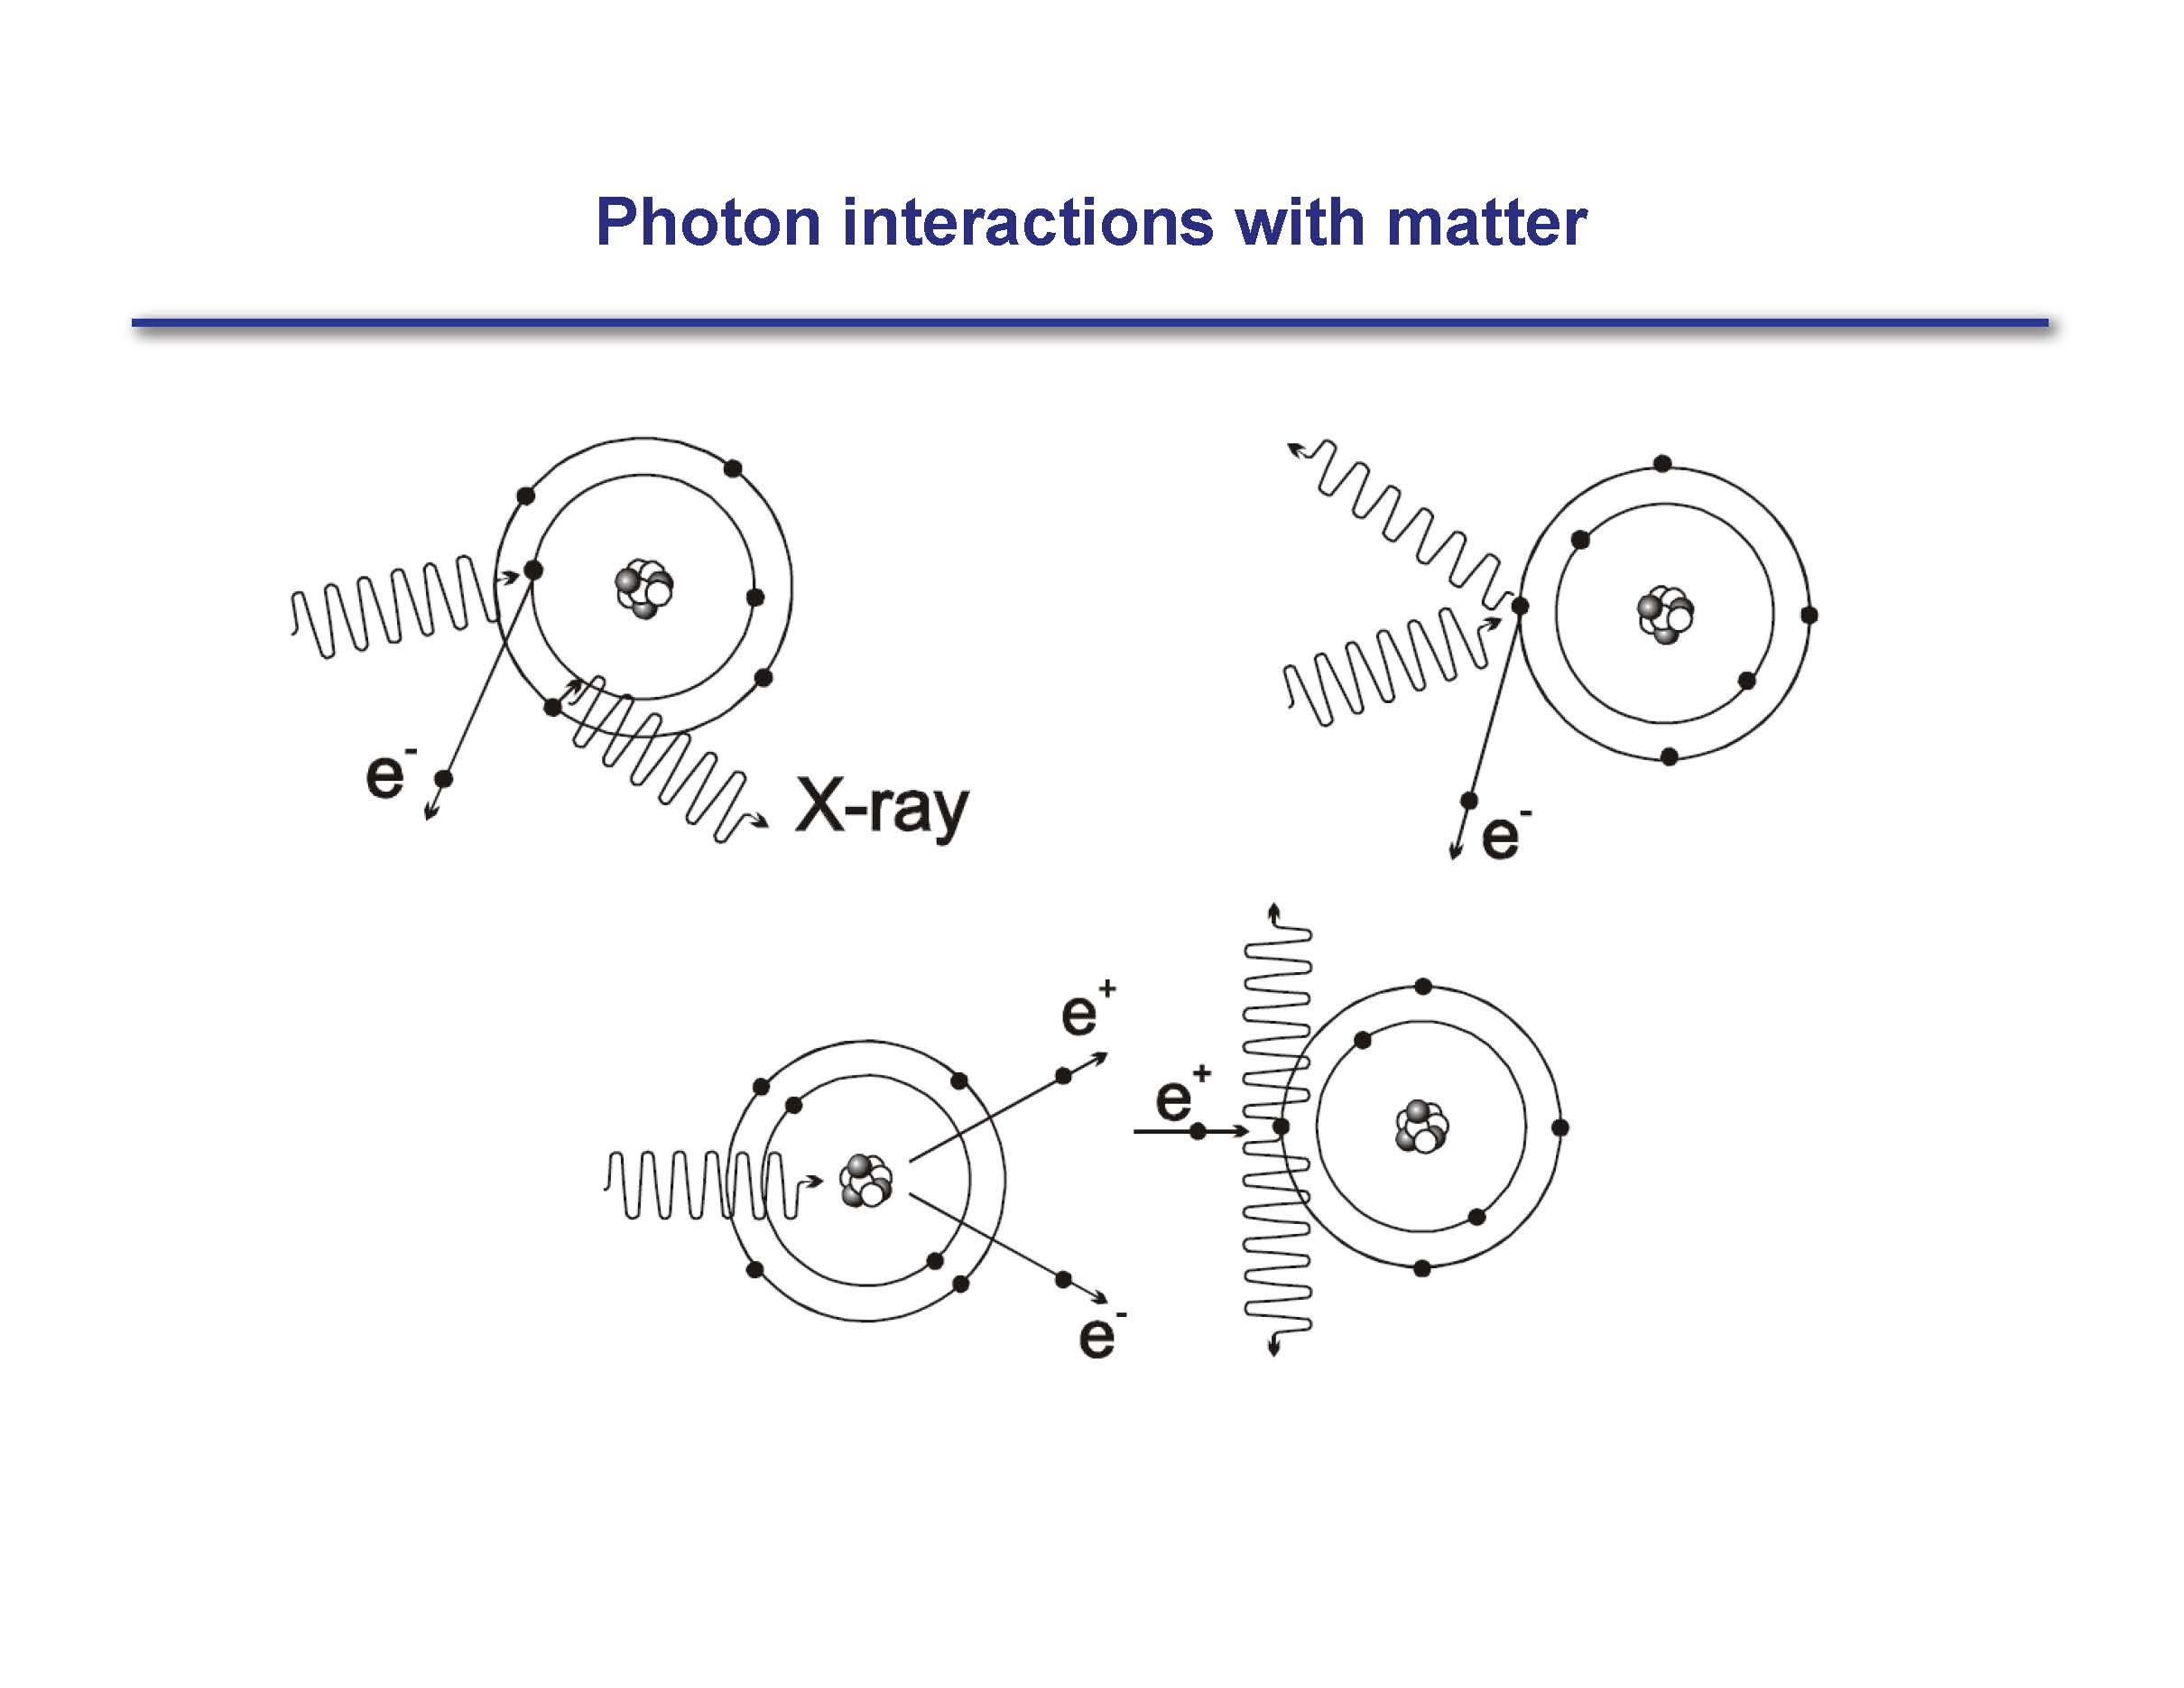 Photon interactions with matter
e-
X-ray
e-
e+
e+
e-